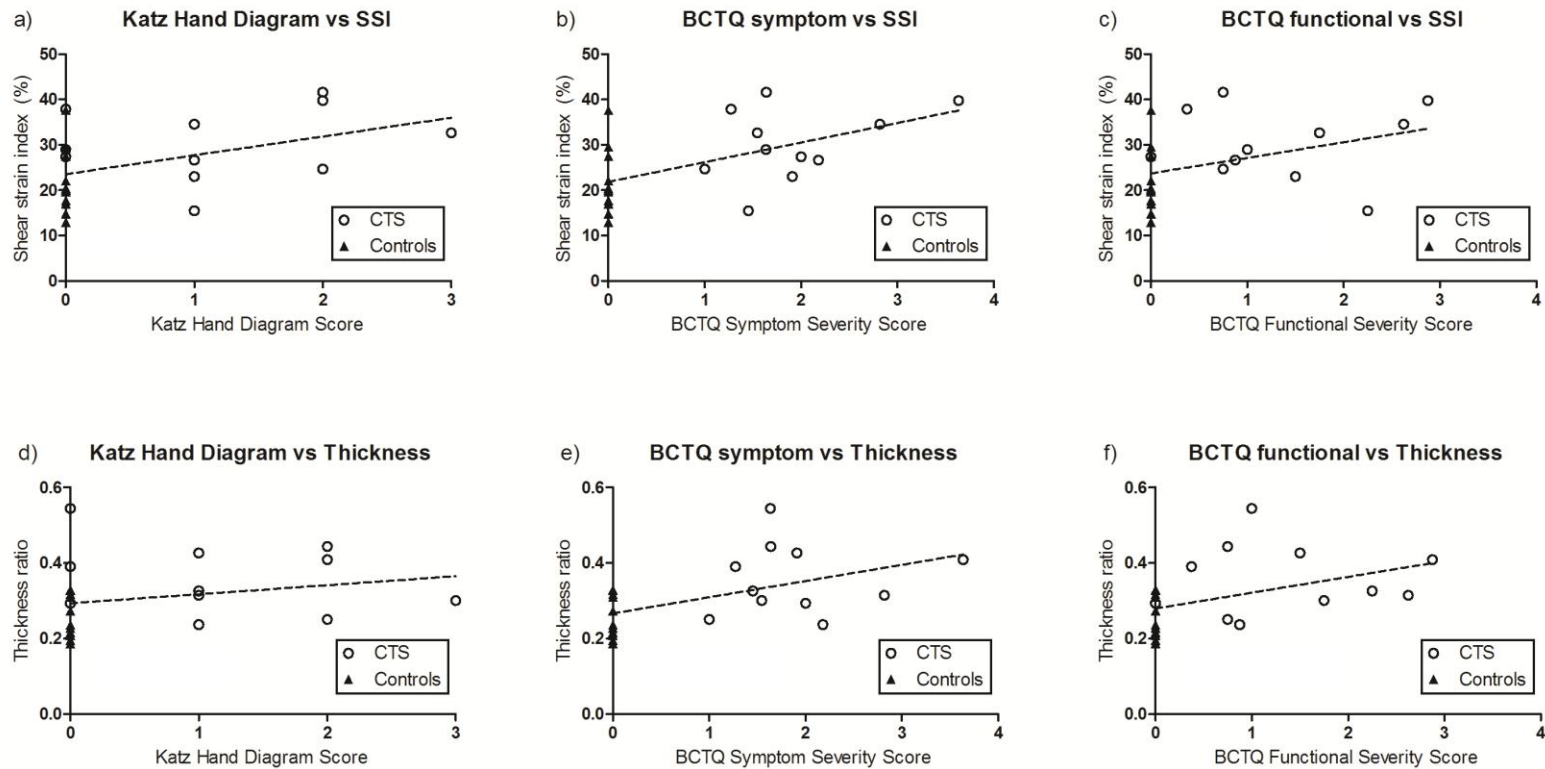 a) Katz Hand Diagram vs SSI
Shear strain index (%)
50
40
30
20
10
0
0 1 2 3
Katz Hand Diagram Score
CTS
Controls
b) BCTQ symptom vs SSI
Shear strain index (%)
50
40
30
20
10
0
0 1 2 3 4
BCTQ Symptom Severity Score
CTS
Controls
c) BCTQ functional vs SSI
Shear strain index (%)
50
40
30
20
10
0
0 1 2 3 4
BCTQ Functional Severity Score
CTS
Controls
d) Katz Hand Diagram vs Thickness
Thickness ratio
0.6
0.4
0.2
0.0
0 1 2 3
Katz Hand Diagram Score
CTS
Controls
e) BCTQ symptom vs Thickness
Thickness ratio
0.6
0.4
0.2
0.0
0 1 2 3 4
BCTQ Symptom Severity Score
CTS
Controls
f) BCTQ functional vs Thickness
Thickness ratio
0.6
0.4
0.2
0.0
0 1 2 3 4
BCTQ Functional Severity Score
CTS
Controls